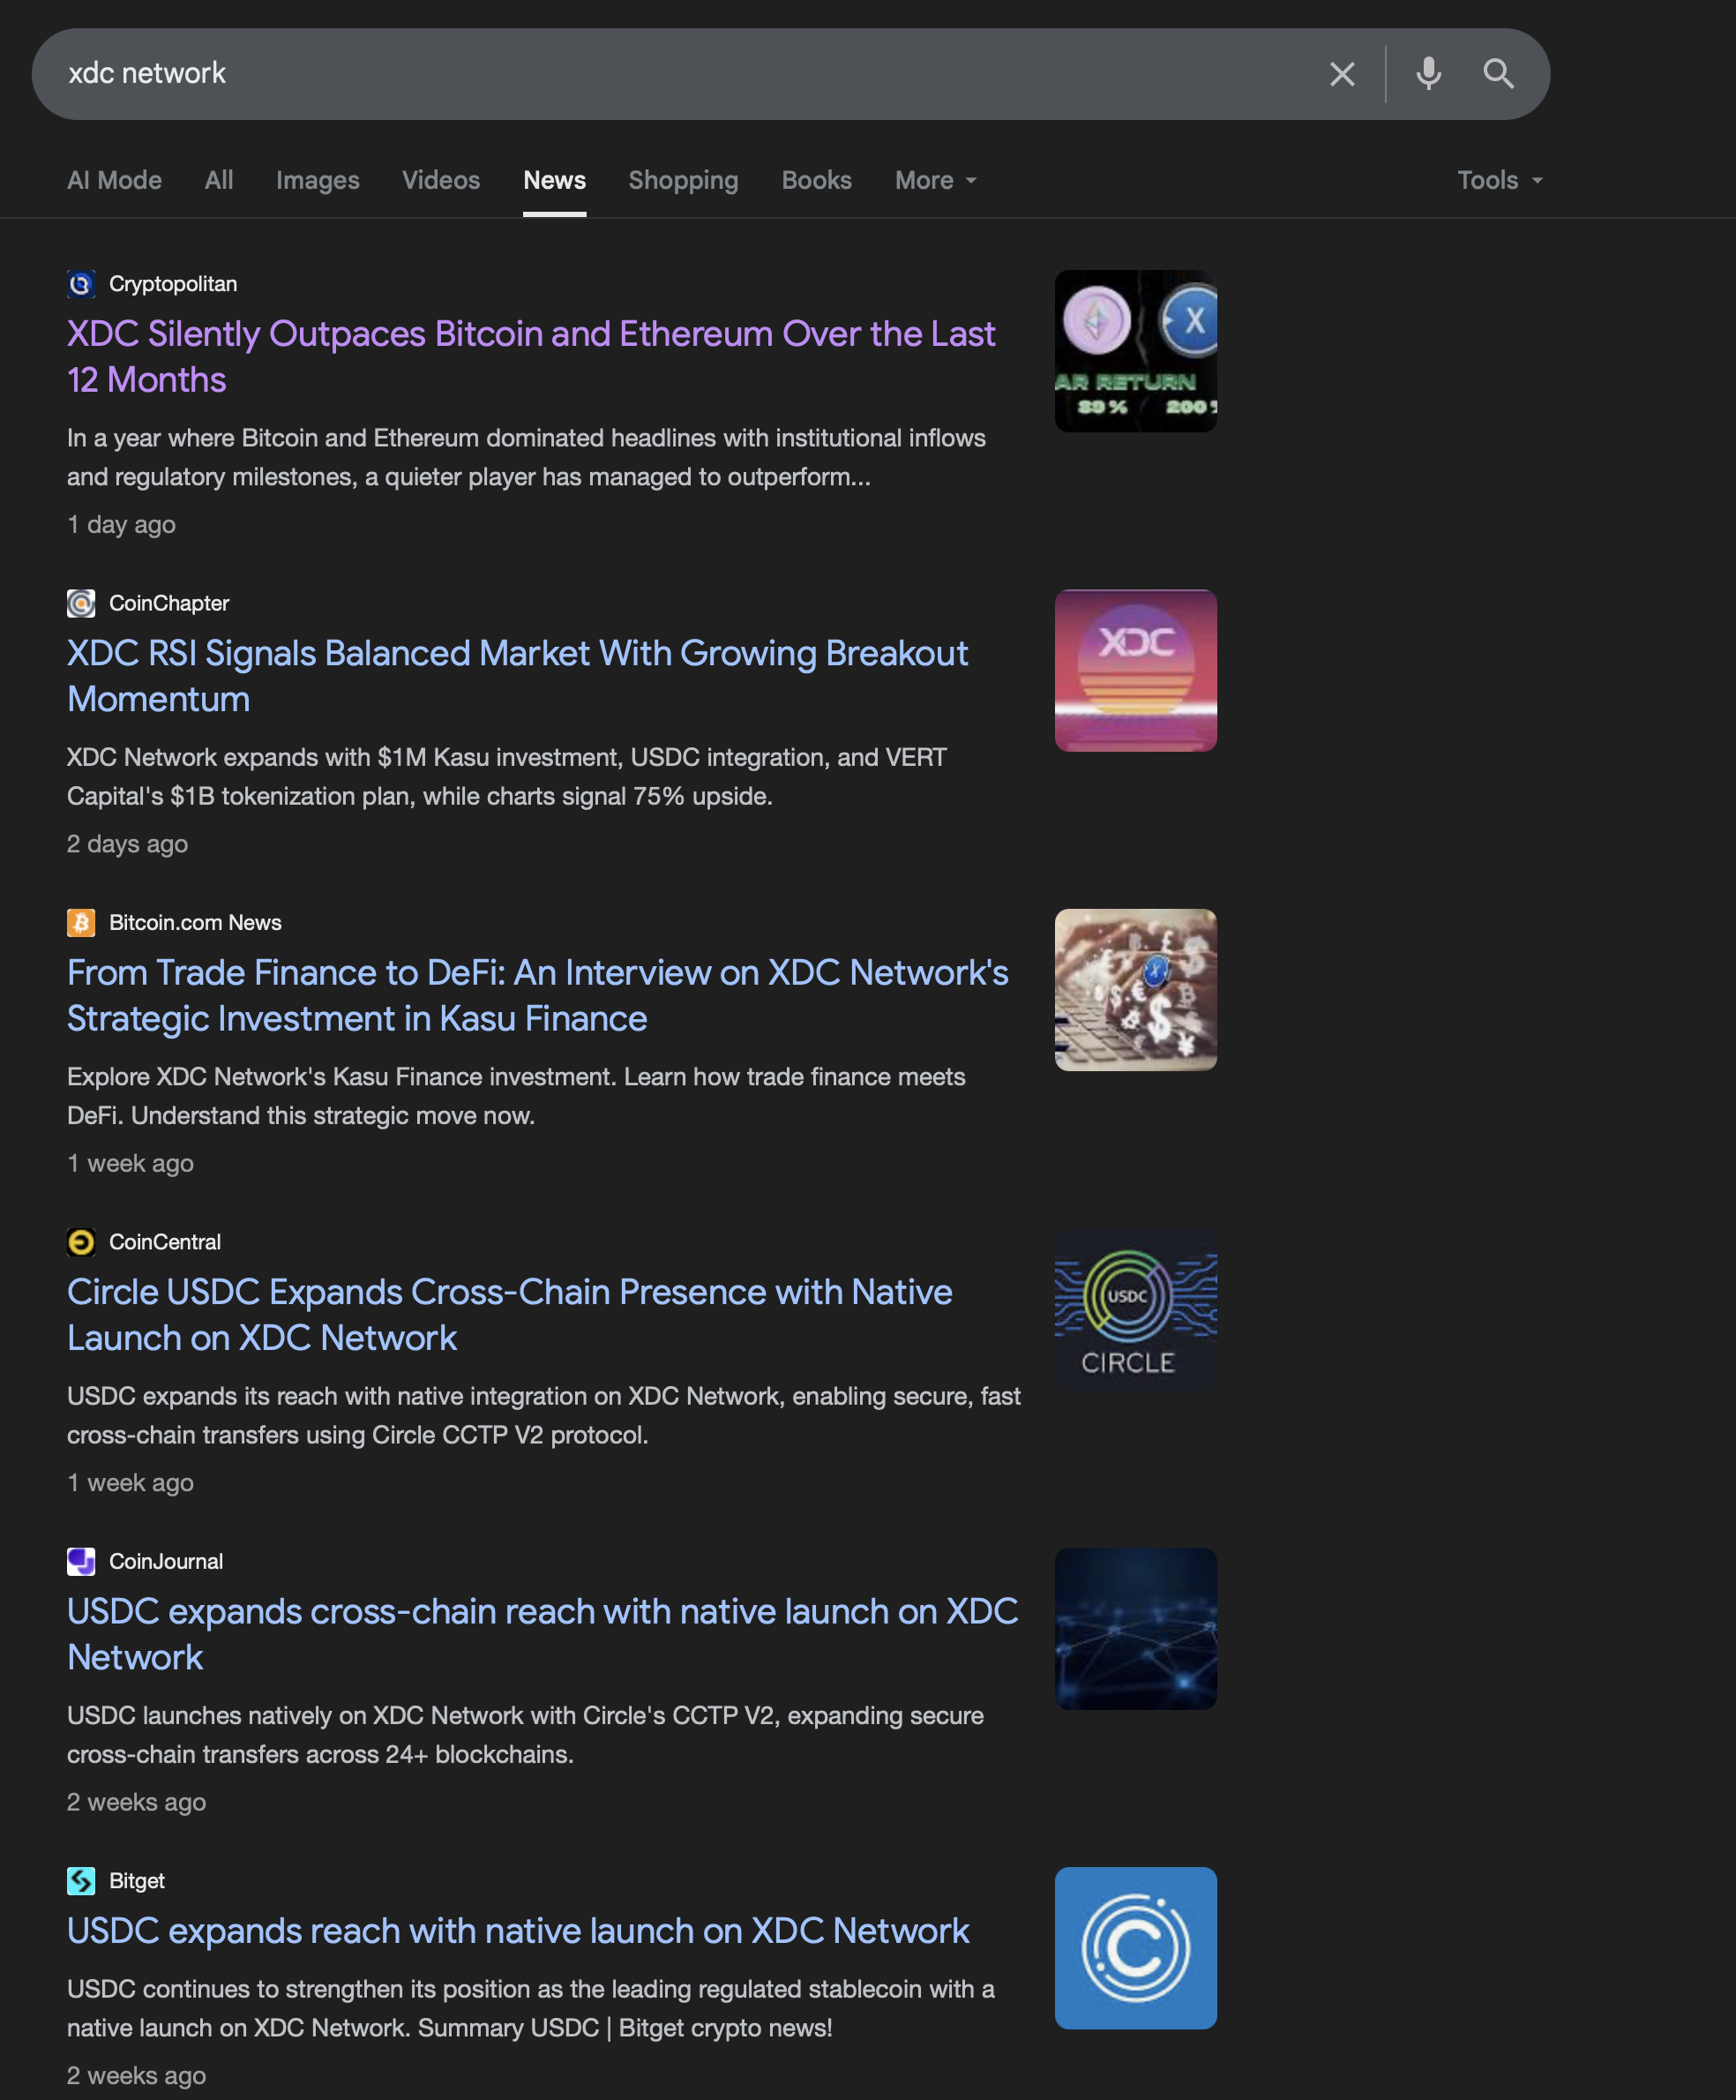 xdc network
AI Mode All Images Videos News Shopping Books More Tools
Cryptopolitan
XDC Silently Outpaces Bitcoin and Ethereum Over the Last
12 Months
In a year where Bitcoin and Ethereum dominated headlines with institutional inflows
and regulatory milestones, a quieter player has managed to outperform...
1 day ago
X
AR RETURN
200
CoinChapter
XDC RSI Signals Balanced Market With Growing Breakout
Momentum
XDC Network expands with $1M Kasu investment, USDC integration, and VERT
Capital's $1B tokenization plan, while charts signal 75% upside.
2 days ago
XDC
Bitcoin.com News
From Trade Finance to DeFi: An Interview on XDC Network's
Strategic Investment in Kasu Finance
Explore XDC Network's Kasu Finance investment. Learn how trade finance meets
DeFi. Understand this strategic move now.
1 week ago
CoinCentral
Circle USDC Expands Cross-Chain Presence with Native
Launch on XDC Network
USDC expands its reach with native integration on XDC Network, enabling secure, fast
cross-chain transfers using Circle CCTP V2 protocol.
1 week ago
USDC
CIRCLE
CoinJournal
USDC expands cross-chain reach with native launch on XDC
Network
USDC launches natively on XDC Network with Circle's CCTP V2, expanding secure
cross-chain transfers across 24+ blockchains.
2 weeks ago
Bitget
USDC expands reach with native launch on XDC Network
USDC continues to strengthen its position as the leading regulated stablecoin with a
native launch on XDC Network. Summary USDC | Bitget crypto news!
2 weeks ago